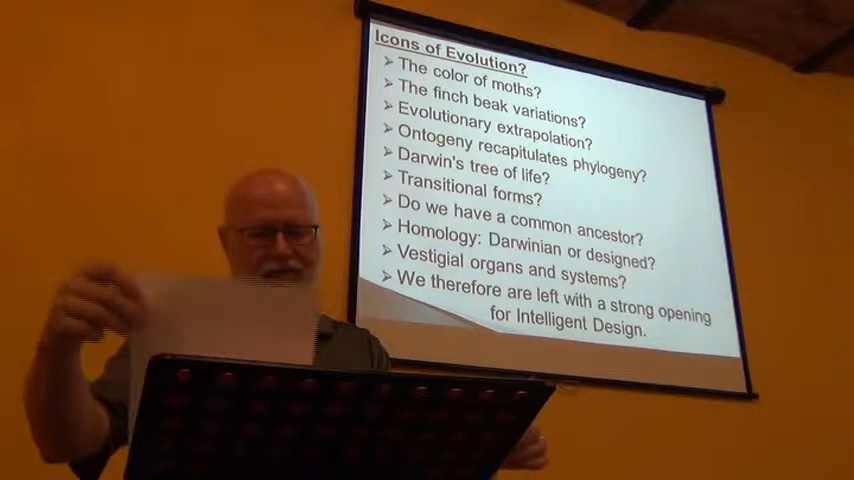 Icons of Evolution?
➢ The color of moths?
➢ The finch beak variations?
➢ Evolutionary extrapolation?
➢ Ontogeny recapitulates phylogeny?
➢ Darwin's tree of life?
➢ Transitional forms?
➢ Do we have a common ancestor?
➢ Homology: Darwinian or designed?
➢ Vestigial organs and systems?
➢ We therefore are left with a strong opening
for Intelligent Design.